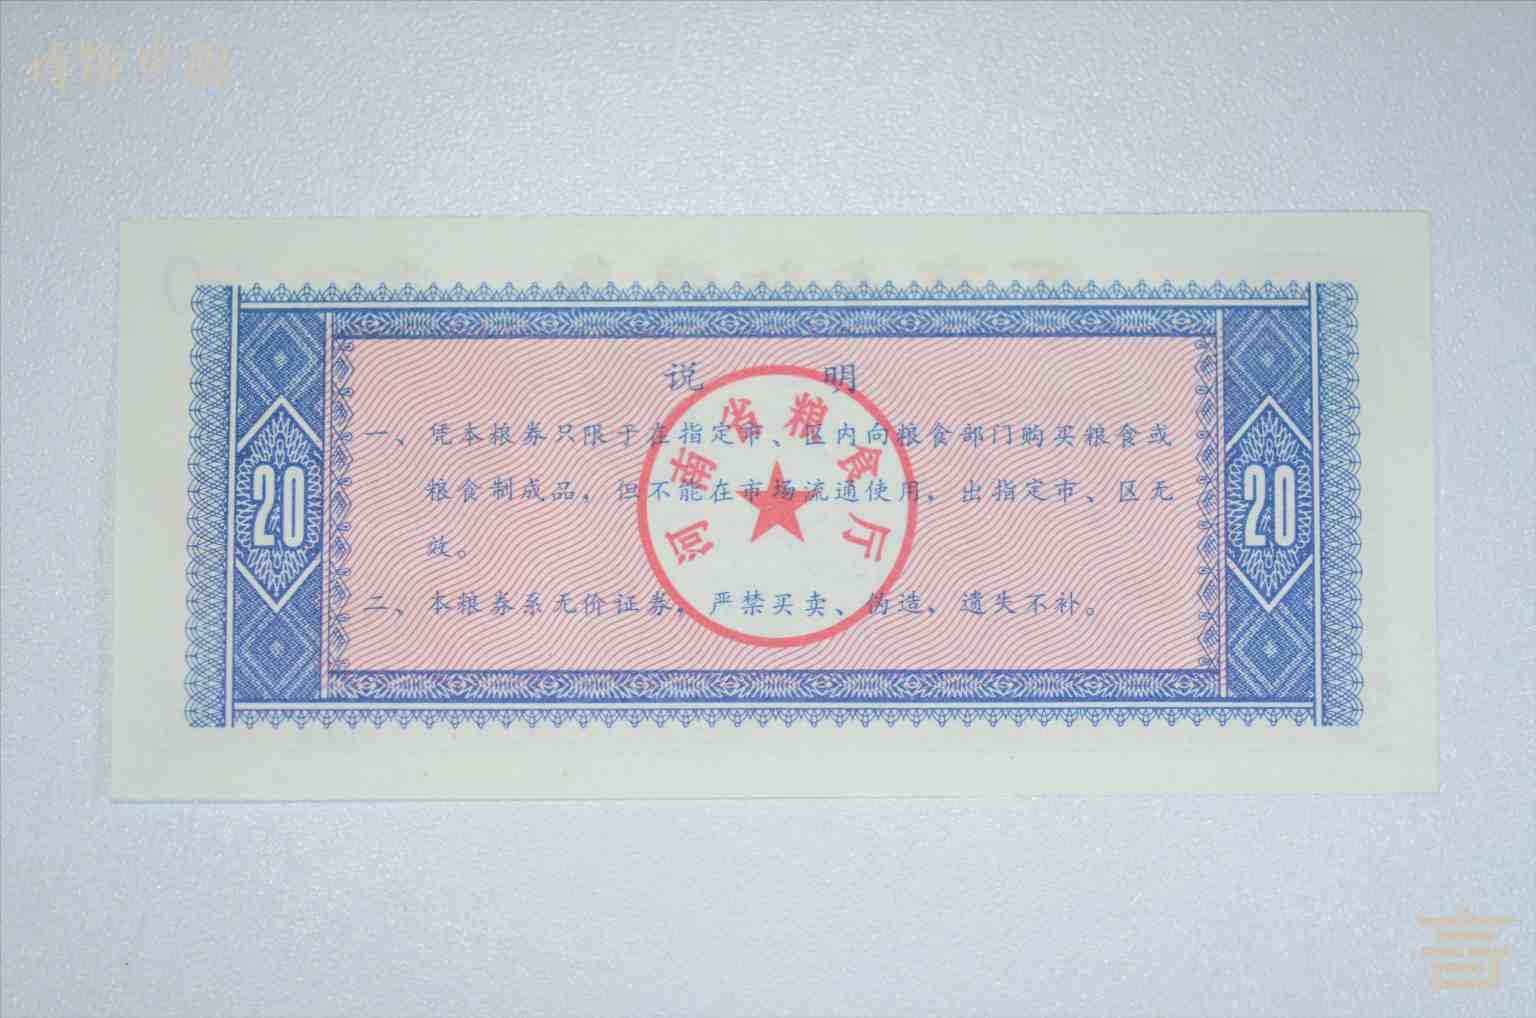 说 明
一、凭本粮券只限于在指定市、区内向粮食部门购买粮食或
粮食制成品，但不能在市场流通使用，出指定市、区无
效。
二、本粮券系无价证券，严禁买卖、伪造，遗失不补。
河南省粮食厅
20
20